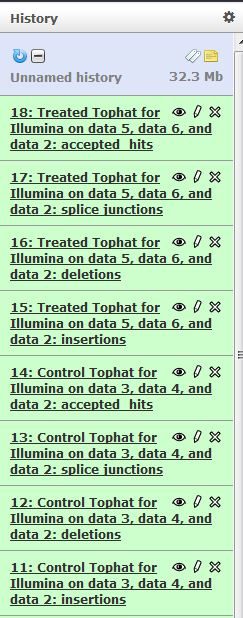 History
Unnamed history 32.3 Mb
18: Treated Tophat for
Illumina on data 5, data 6, and
data 2: accepted_hits
17: Treated Tophat for
Illumina on data 5, data 6, and
data 2: splice junctions
16: Treated Tophat for
Illumina on data 5, data 6, and
data 2: deletions
15: Treated Tophat for
Illumina on data 5, data 6, and
data 2: insertions
14: Control Tophat for
Illumina on data 3, data 4, and
data 2: accepted_hits
13: Control Tophat for
Illumina on data 3, data 4, and
data 2: splice junctions
12: Control Tophat for
Illumina on data 3, data 4, and
data 2: deletions
11: Control Tophat for
Illumina on data 3, data 4, and
data 2: insertions